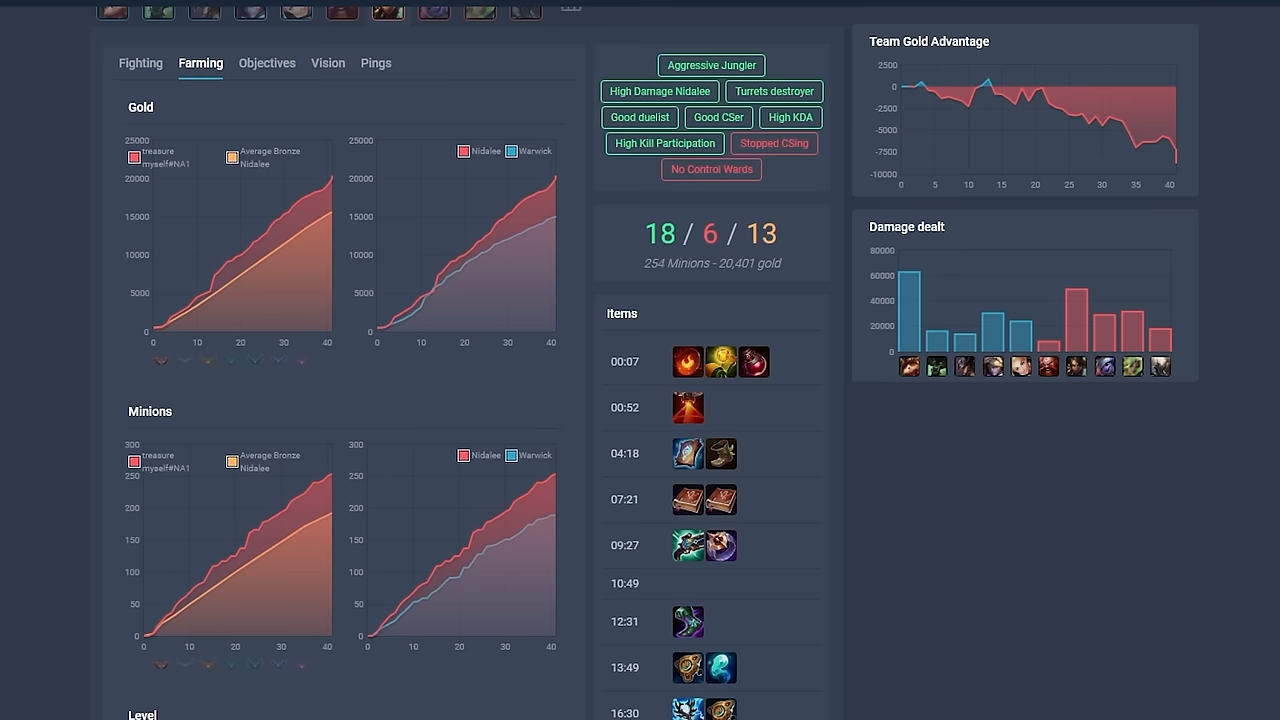 Fighting Farming Objectives Vision Pings
Gold
25000
20000
15000
10000
5000
0
0 10 20 30 40
treasure
myself#NA1
Average Bronze
Nidalee
25000
20000
15000
10000
5000
0
0 10 20 30 40
Nidalee Warwick
Minions
300
250
200
150
100
50
0
0 10 20 30 40
treasure
myself#NA1
Average Bronze
Nidalee
300
250
200
150
100
50
0
0 10 20 30 40
Nidalee Warwick
Level
Aggressive Jungler
High Damage Nidalee Turrets destroyer
Good duelist Good CSer High KDA
High Kill Participation Stopped CSing
No Control Wards
18 / 6 / 13
254 Minions - 20,401 gold
Items
00:07
00:52
04:18
07:21
09:27
10:49
12:31
13:49
16:30
Team Gold Advantage
2500
0
-2500
-5000
-7500
-10000
0 5 10 15 20 25 30 35 40
Damage dealt
80000
60000
40000
20000
0